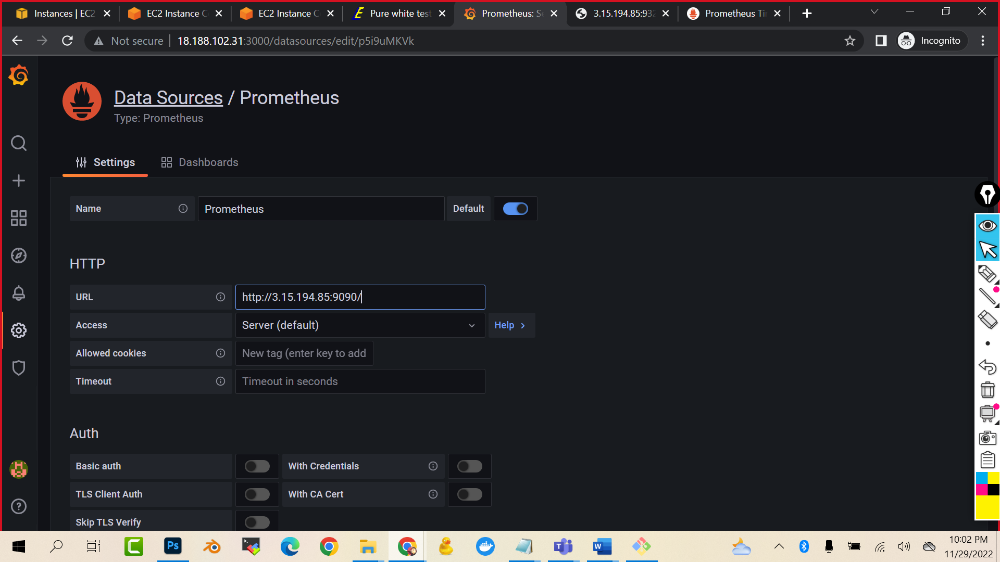 Instances | EC2
EC2 Instance C
EC2 Instance C
Pure white test
Prometheus: Se
3.15.194.85:932
Prometheus Ti
Not secure
18.188.102.31:3000/datasources/edit/p5i9uMKVk
Incognito
Data Sources / Prometheus
Type: Prometheus
Settings
Dashboards
Name
Prometheus
Default
HTTP
URL
http://3.15.194.85:9090/
Access
Server (default)
Help
Allowed cookies
New tag (enter key to add
Timeout
Timeout in seconds
Auth
Basic auth
With Credentials
TLS Client Auth
With CA Cert
Skip TLS Verify
Ps
10:02 PM
11/29/2022